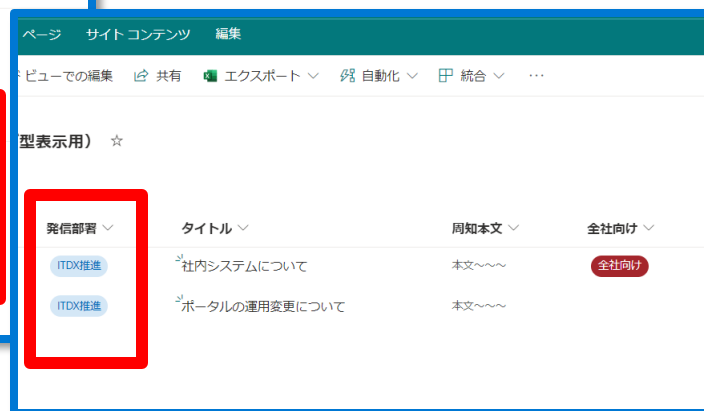 ページ サイト コンテンツ 編集
ビューでの編集 共有 エクスポート 自動化 統合 …
型表示用） ☆
発信部署 タイトル 周知本文 全社向け
ITDX推進 社内システムについて 本文～～～ 全社向け
ITDX推進 ポータルの運用変更について 本文～～～